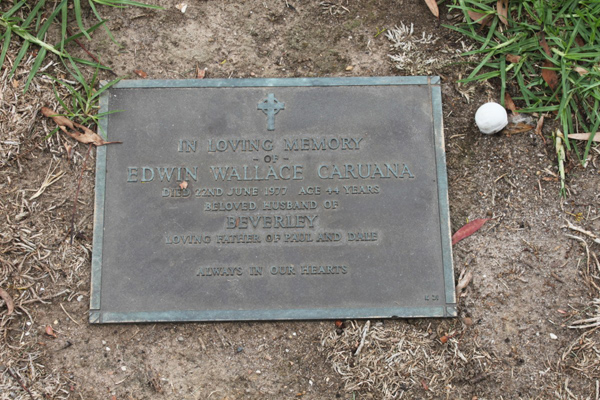 IN LOVING MEMORY
- OF -
EDWIN WALLACE CARUANA
DIED 22ND JUNE 1977 AGE 44 YEARS
BELOVED HUSBAND OF
BEVERLEY
LOVING FATHER OF PAUL AND DALE
ALWAYS IN OUR HEARTS